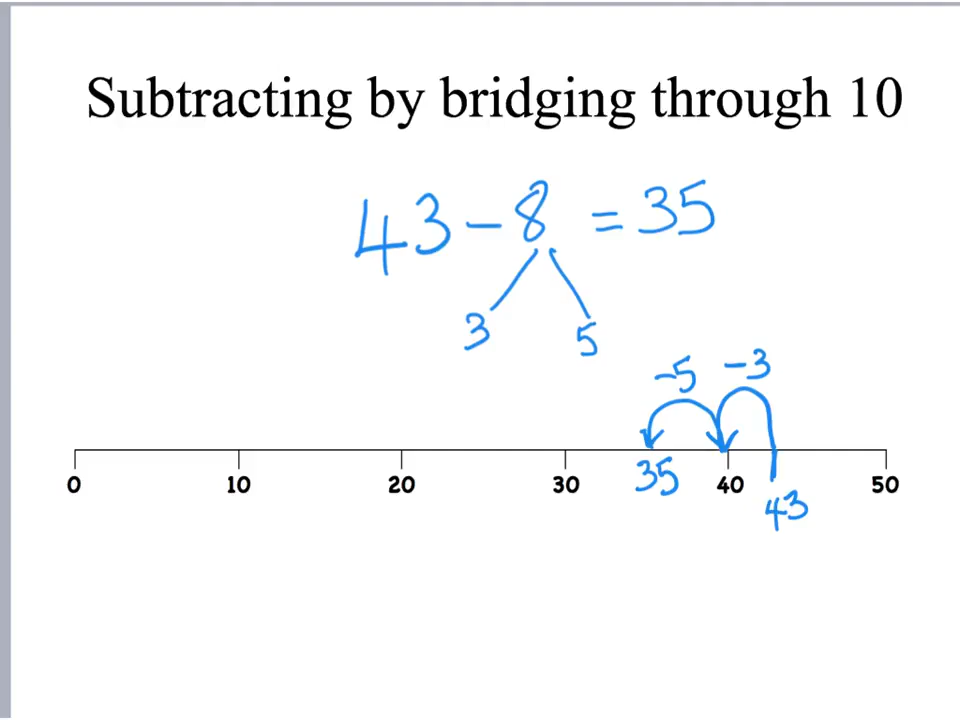 Subtracting by bridging through 10
43 - 8 = 35
3 5
-5 -3
0 10 20 30 35 40 50
43